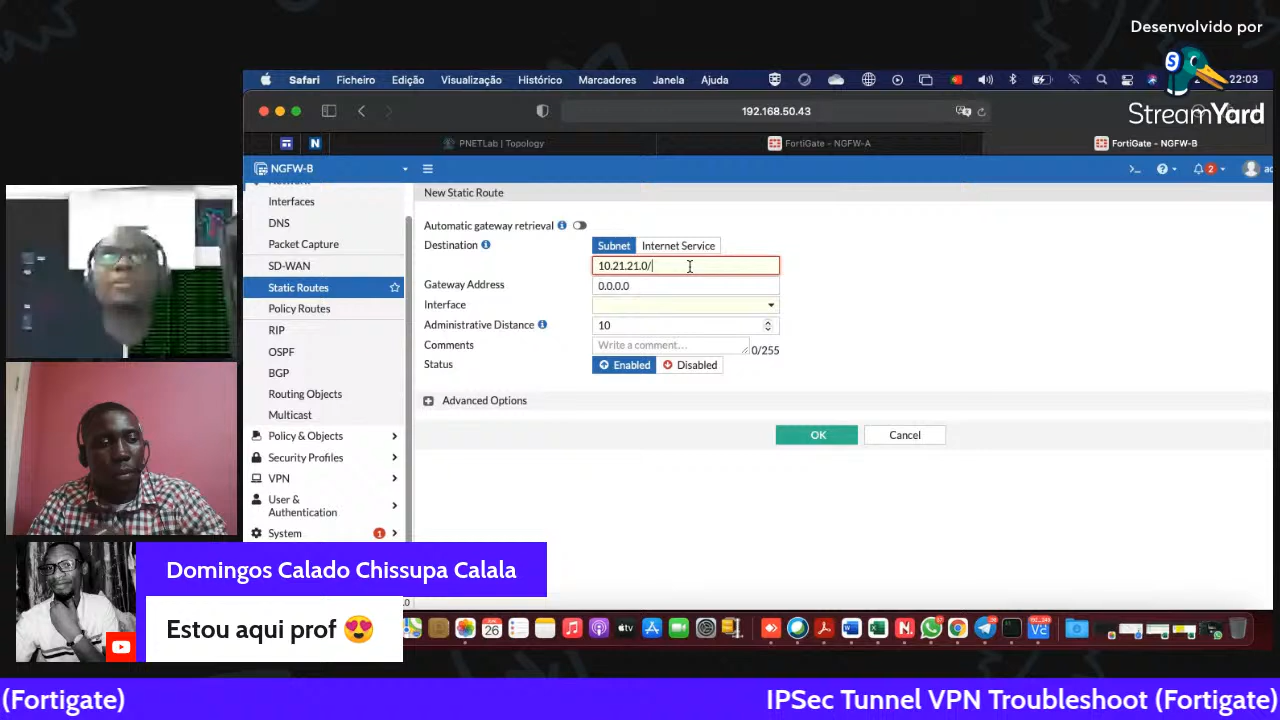 Desenvolvido por
StreamYard
Safari Ficheiro Edição Visualização Histórico Marcadores Janela Ajuda 22:03
192.168.50.43
PNETLab | Topology
FortiGate - NGFW-A
FortiGate - NGFW-B
NGFW-B
2
Interfaces
DNS
Packet Capture
SD-WAN
Static Routes
Policy Routes
RIP
OSPF
BGP
Routing Objects
Multicast
Policy & Objects
Security Profiles
VPN
User &
Authentication
System 1
New Static Route
Automatic gateway retrieval
Destination Subnet Internet Service
10.21.21.0/
Gateway Address 0.0.0.0
Interface
Administrative Distance 10
Comments Write a comment... 0/255
Status Enabled Disabled
Advanced Options
OK Cancel
Domingos Calado Chissupa Calala
Estou aqui prof 😍
26
(Fortigate) IPSec Tunnel VPN Troubleshoot (Fortigate)